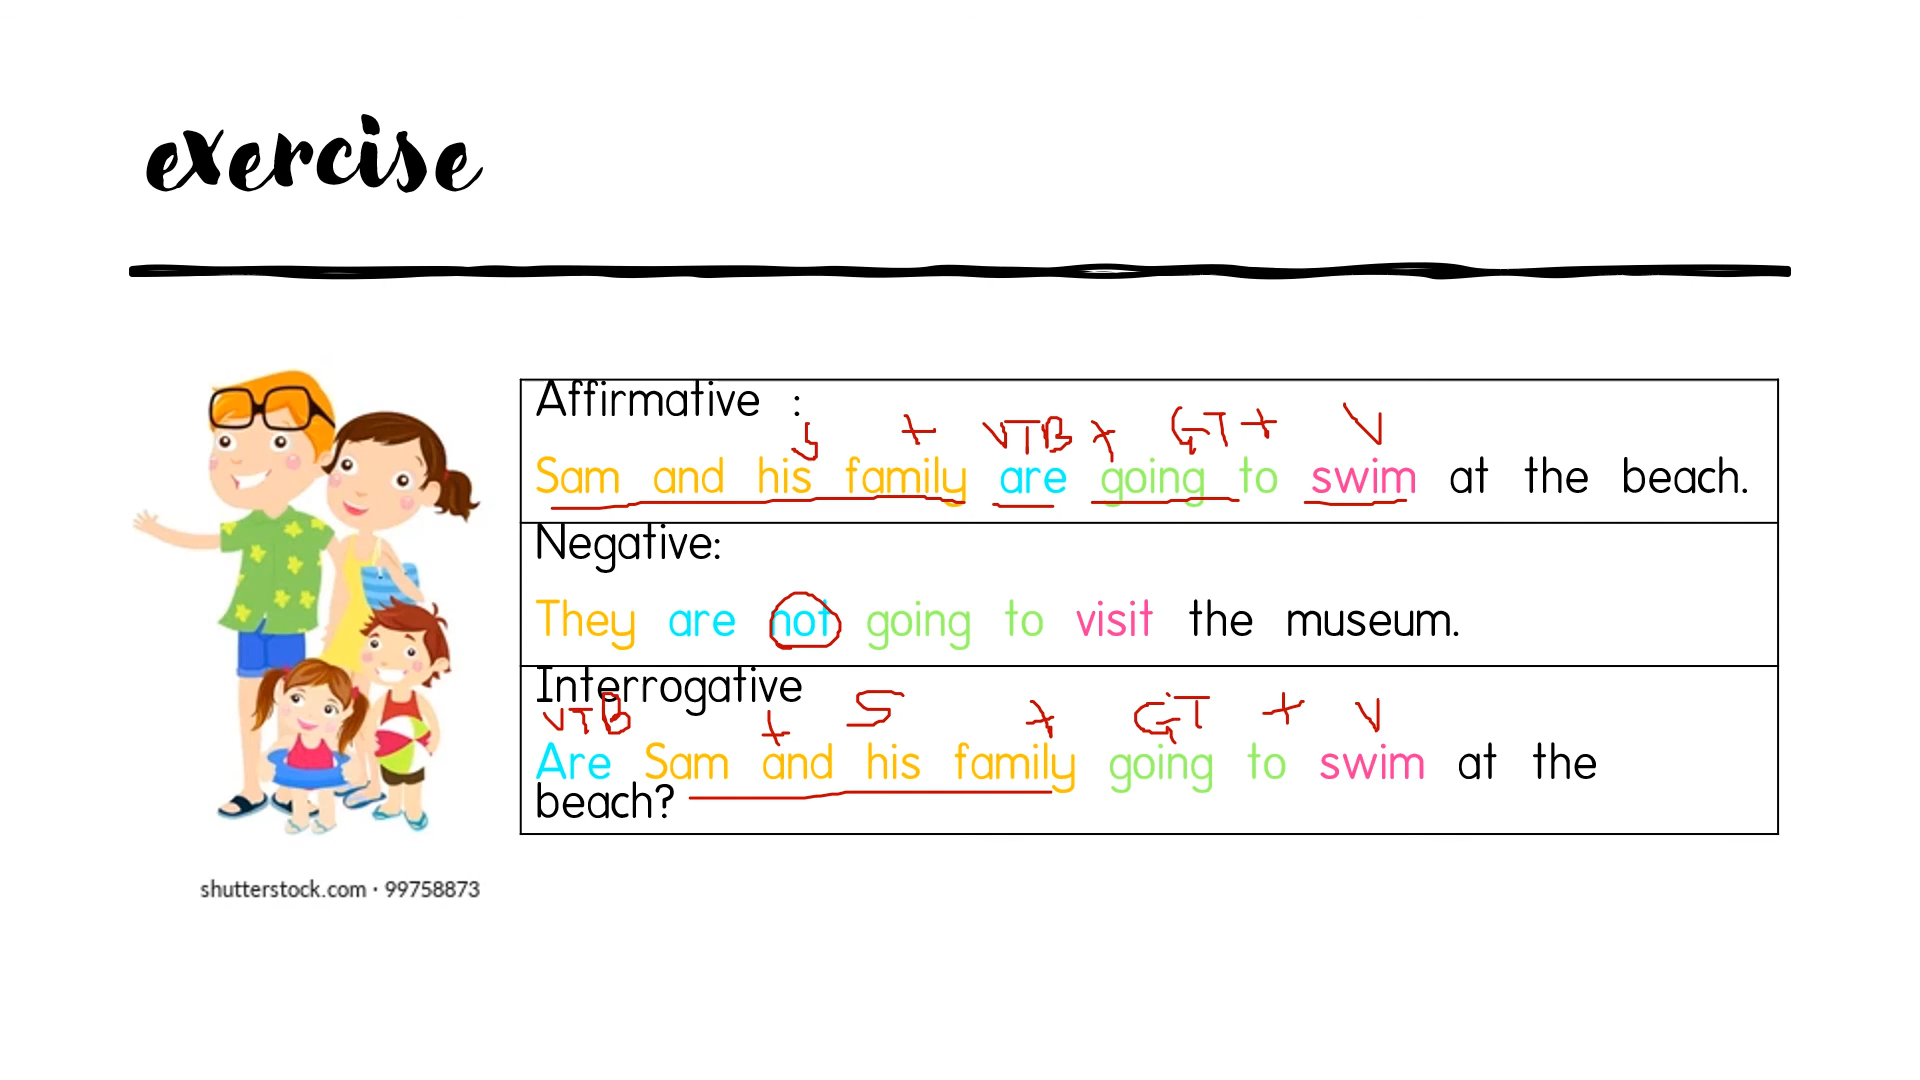 exercise
Affirmative :
S + VTB + GT + V
Sam and his family are going to swim at the beach.
Negative:
They are not going to visit the museum.
Interrogative
VTB + S + GT + V
Are Sam and his family going to swim at the
beach?
shutterstock.com · 99758873